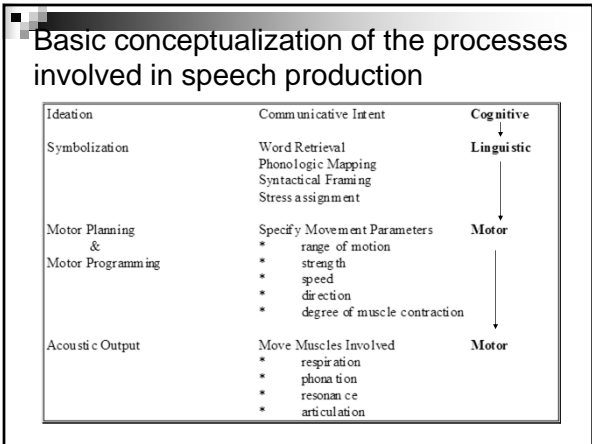 Basic conceptualization of the processes
involved in speech production
Ideation Communicative Intent Cognitive
Symbolization Word Retrieval Linguistic
Phonologic Mapping
Syntactical Framing
Stress assignment
Motor Planning Specify Movement Parameters Motor
& * range of motion
Motor Programming * strength
* speed
* direction
* degree of muscle contraction
Acoustic Output Move Muscles Involved Motor
* respiration
* phonation
* resonance
* articulation